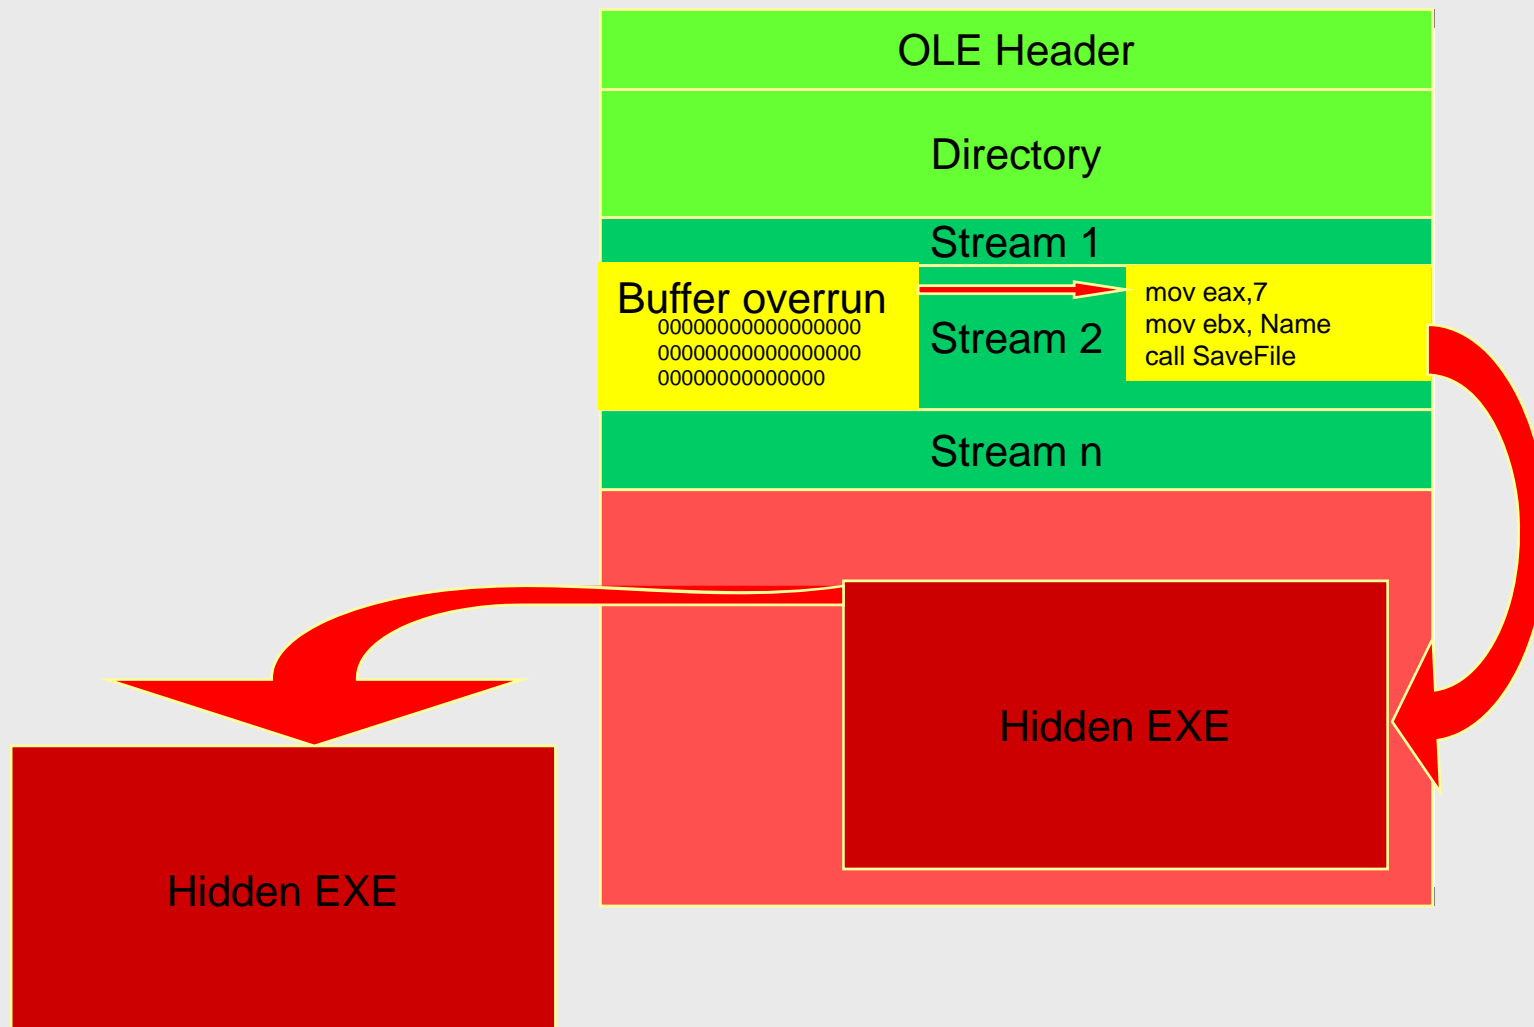 OLE Header
Directory
Stream 1
Buffer overrun
00000000000000000
00000000000000000
00000000000000
Stream 2
mov eax,7
mov ebx, Name
call SaveFile
Stream n
Hidden EXE
Hidden EXE